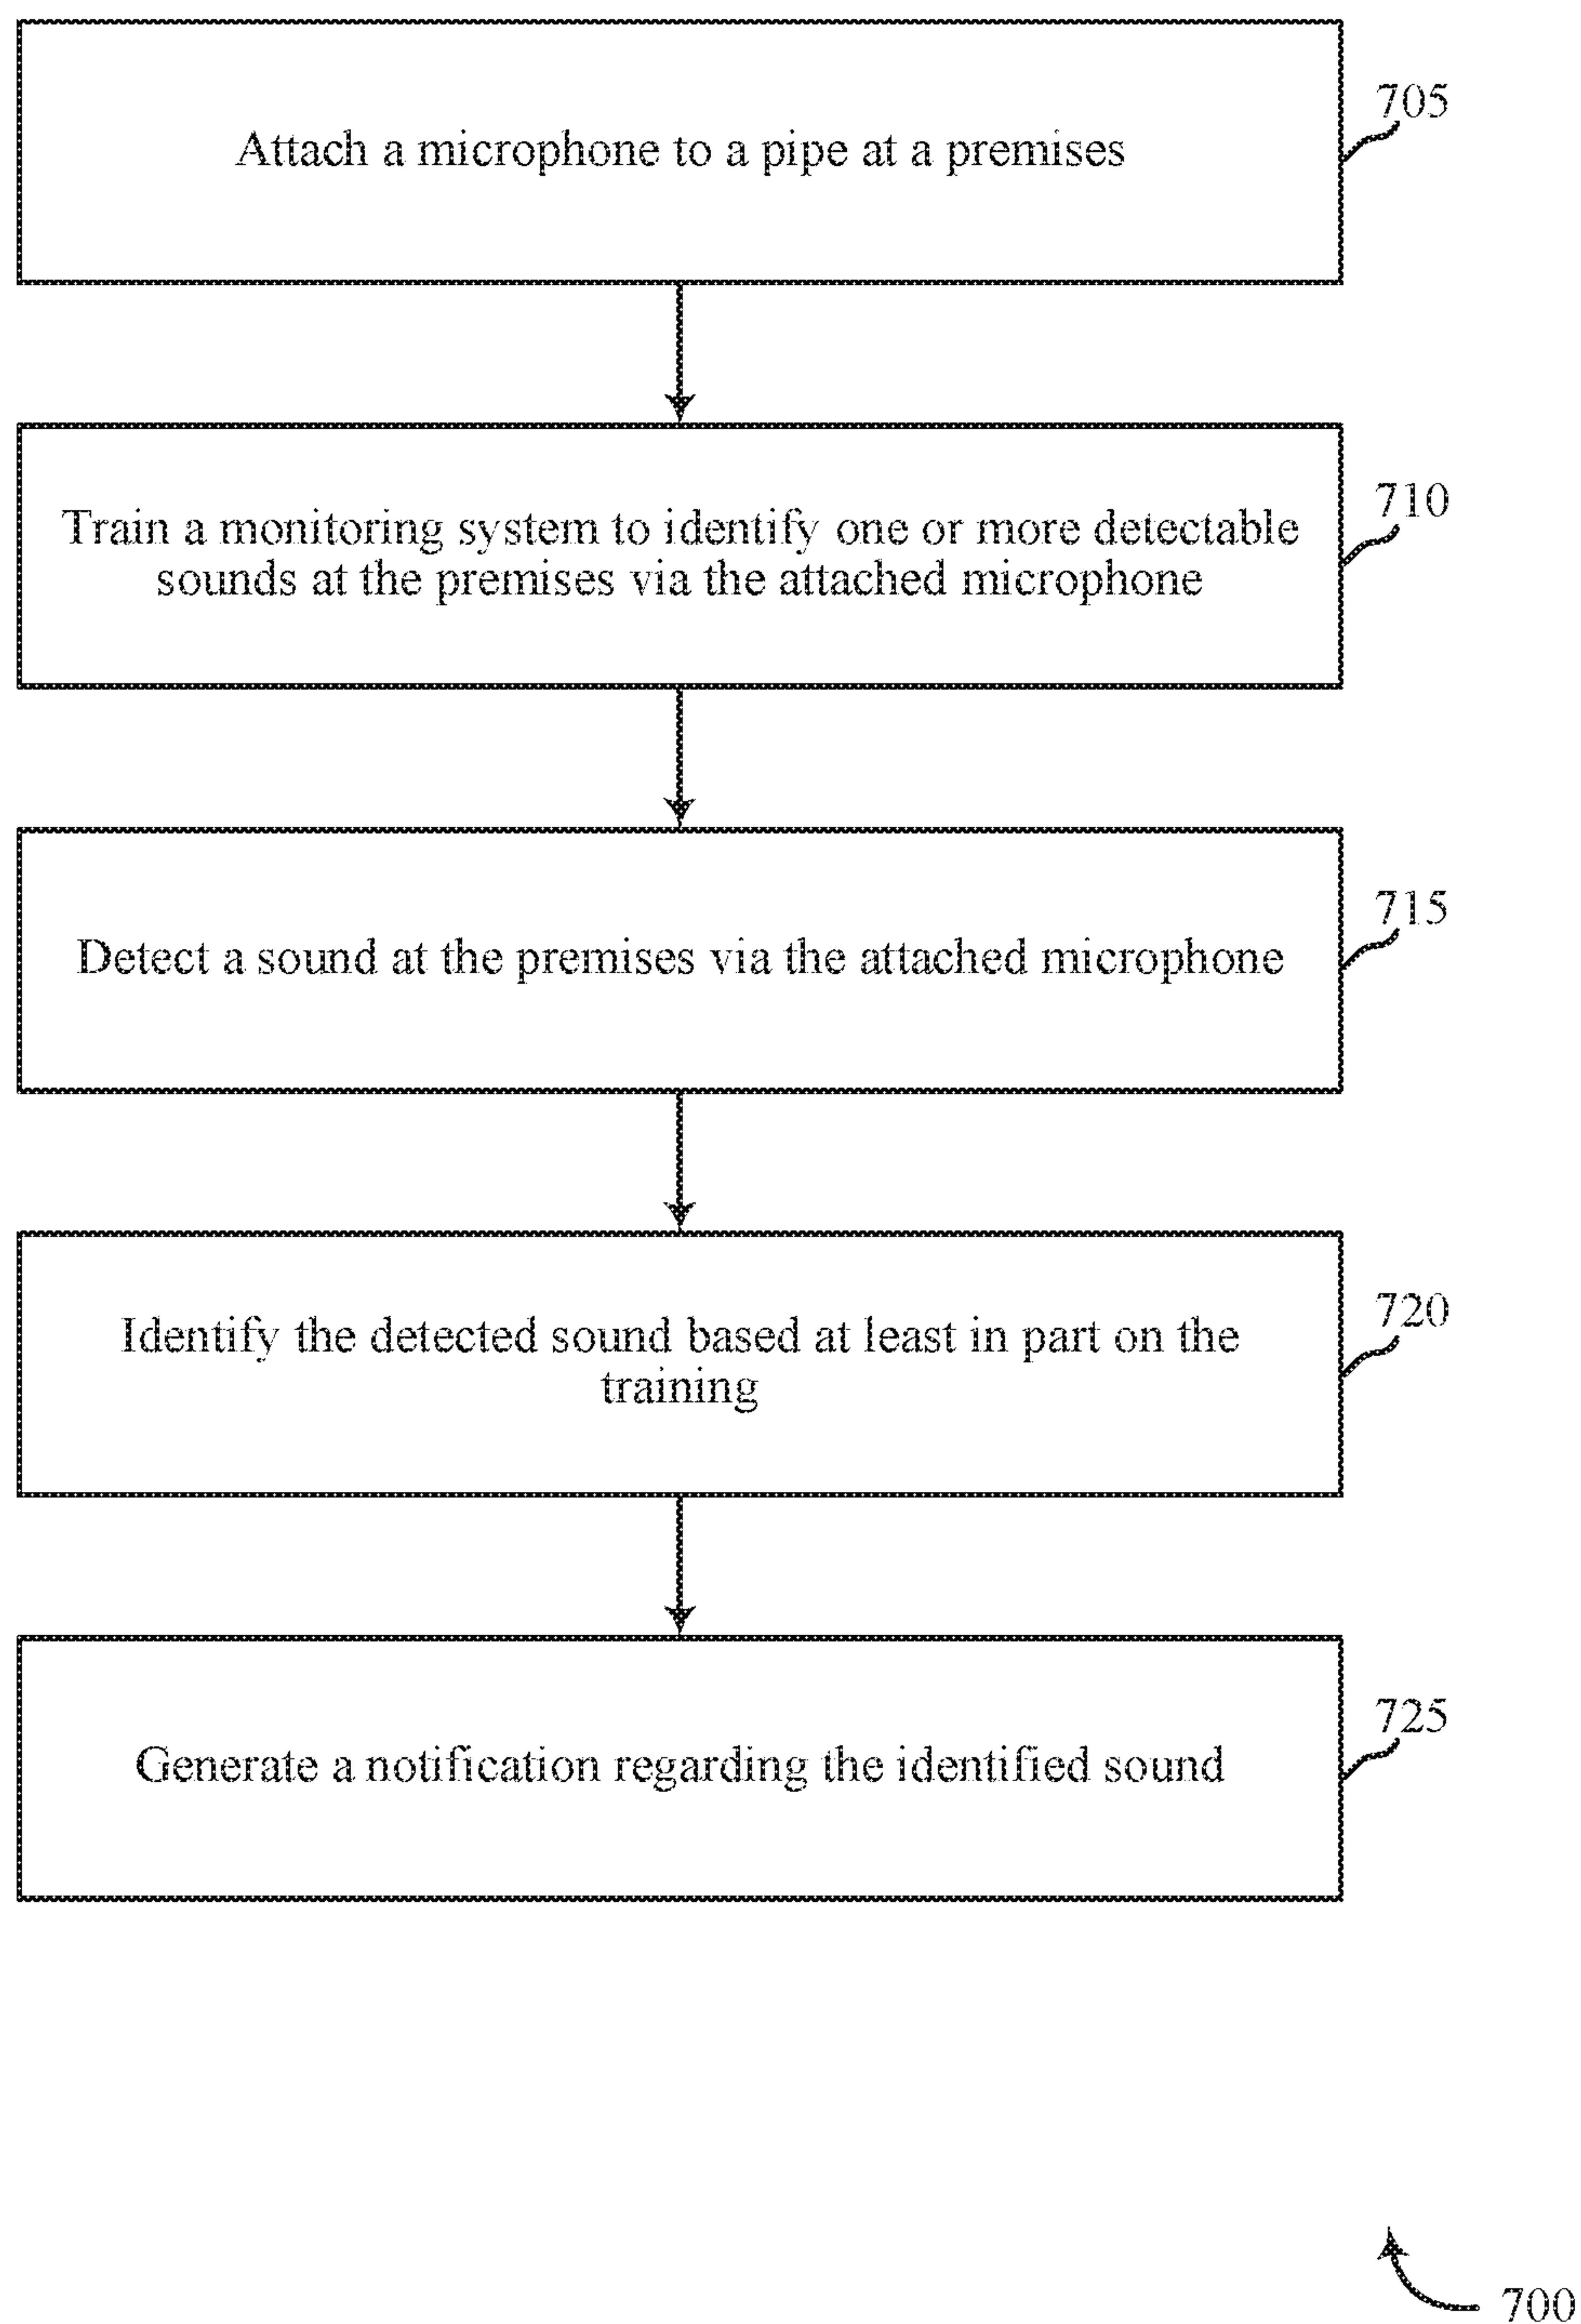 Attach a microphone to a pipe at a premises
705
Train a monitoring system to identify one or more detectable
sounds at the premises via the attached microphone
710
Detect a sound at the premises via the attached microphone
715
Identify the detected sound based at least in part on the
training
720
Generate a notification regarding the identified sound
725
700